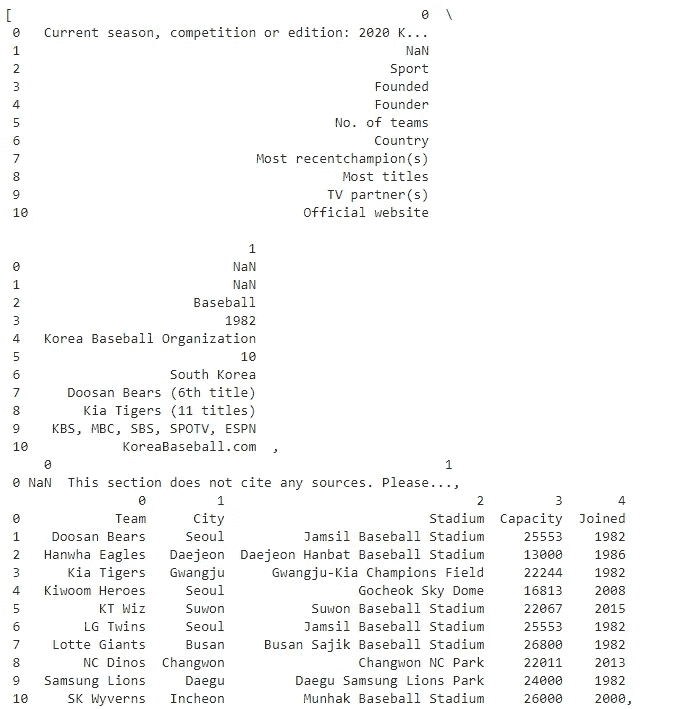 [                                                   0  \
0   Current season, competition or edition: 2020 K...
1                                                 NaN
2                                               Sport
3                                             Founded
4                                             Founder
5                                        No. of teams
6                                             Country
7                              Most recentchampion(s)
8                                         Most titles
9                                       TV partner(s)
10                                   Official website
1
0                            NaN
1                            NaN
2                       Baseball
3                           1982
4   Korea Baseball Organization
5                             10
6                    South Korea
7       Doosan Bears (6th title)
8         Kia Tigers (11 titles)
9    KBS, MBC, SBS, SPOTV, ESPN
10            KoreaBaseball.com  ,
0                                                  1
0 NaN  This section does not cite any sources. Please...,
0         1                                 2         3       4
0             Team      City                           Stadium  Capacity  Joined
1     Doosan Bears     Seoul           Jamsil Baseball Stadium     25553    1982
2    Hanwha Eagles   Daejeon   Daejeon Hanbat Baseball Stadium     13000    1986
3       Kia Tigers   Gwangju       Gwangju-Kia Champions Field     22244    1982
4    Kiwoom Heroes     Seoul                  Gocheok Sky Dome     16813    2008
5           KT Wiz     Suwon            Suwon Baseball Stadium     22067    2015
6         LG Twins     Seoul           Jamsil Baseball Stadium     25553    1982
7     Lotte Giants     Busan      Busan Sajik Baseball Stadium     26800    1982
8         NC Dinos  Changwon                  Changwon NC Park     22011    2013
9    Samsung Lions     Daegu          Daegu Samsung Lions Park     24000    1982
10     SK Wyverns   Incheon           Munhak Baseball Stadium     26000    2000,